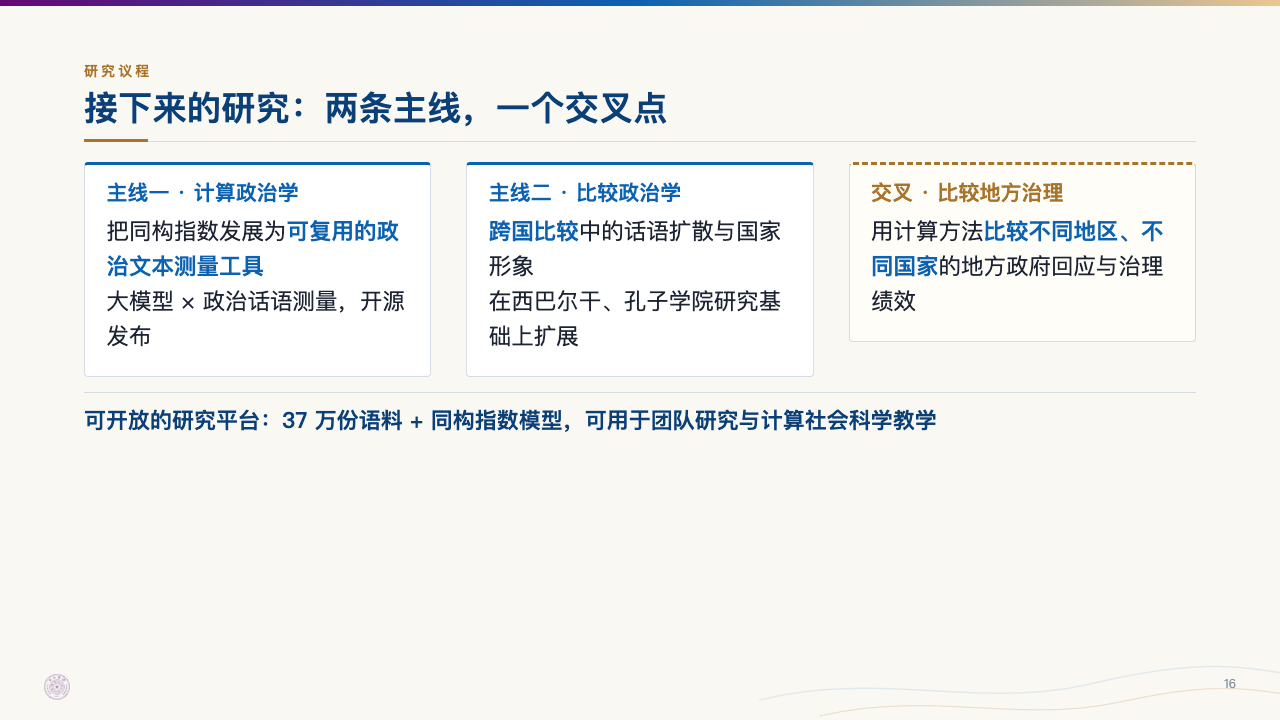 研究议程
接下来的研究：两条主线，一个交叉点
主线一 · 计算政治学
把同构指数发展为可复用的政
治文本测量工具
大模型 × 政治话语测量，开源
发布
主线二 · 比较政治学
跨国比较中的话语扩散与国家
形象
在西巴尔干、孔子学院研究基
础上扩展
交叉 · 比较地方治理
用计算方法比较不同地区、不
同国家的地方政府回应与治理
绩效
可开放的研究平台：37 万份语料 + 同构指数模型，可用于团队研究与计算社会科学教学
16